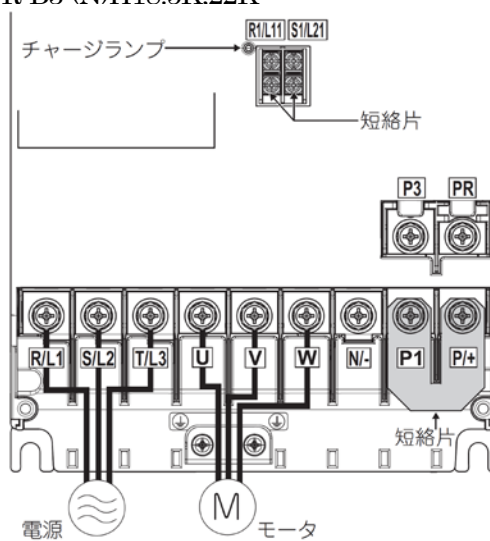 R1/L11 S1/L21
チャージランプ
短絡片
P3 PR
R/L1 S/L2 T/L3 U V W N/- P1 P/+
短絡片
電源 M モータ